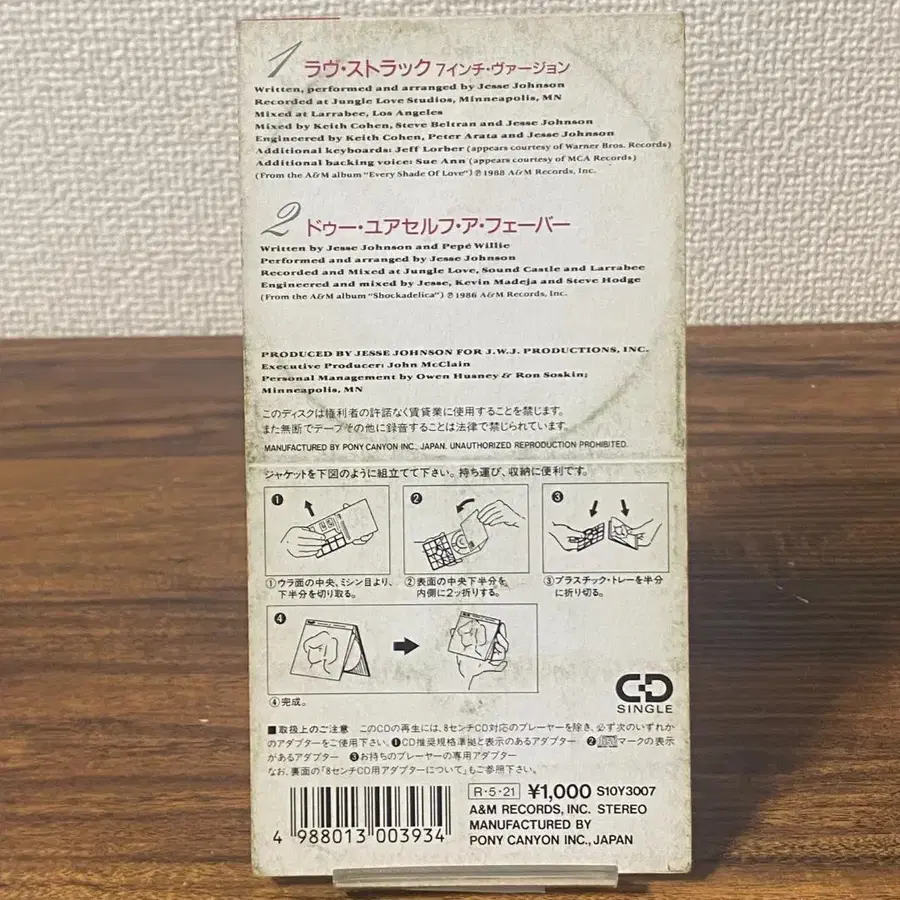 1 ラヴ・ストラック 7インチ・ヴァージョン
Written, performed and arranged by Jesse Johnson
Recorded at Jungle Love Studios, Minneapolis, MN
Mixed at Larrabee, Los Angeles
Mixed by Keith Cohen, Steve Beltran and Jesse Johnson
Engineered by Keith Cohen, Peter Arata and Jesse Johnson
Additional keyboards: Jeff Lorber (appears courtesy of Warner Bros. Records)
Additional backing voice: Sue Ann (appears courtesy of MCA Records)
(From the A&M album "Every Shade Of Love") ℗1988 A&M Records, Inc.
2 ドゥー・ユアセルフ・ア・フェーバー
Written by Jesse Johnson and Pepé Willie
Performed and arranged by Jesse Johnson
Recorded and Mixed at Jungle Love, Sound Castle and Larrabee
Engineered and mixed by Jesse, Kevin Madeja and Steve Hodge
(From the A&M album "Shockadelica") ℗1986 A&M Records, Inc.
PRODUCED BY JESSE JOHNSON FOR J.W.J. PRODUCTIONS, INC.
Executive Producer: John McClain
Personal Management by Owen Husney & Ron Soskin;
Minneapolis, MN
このディスクは権利者の許諾なく賃貸業に使用することを禁じます。
また無断でテープその他に録音することは法律で禁じられています。
MANUFACTURED BY PONY CANYON INC., JAPAN. UNAUTHORIZED REPRODUCTION PROHIBITED.
ジャケットを下図のように組立てて下さい。持ち運び、収納に便利です。
❶ ❷ ❸
①ウラ面の中央、ミシン目より、下半分を切り取る。
②表面の中央下半分を内側に2ッ折りする。
③プラスチック・トレーを半分に折り切る。
❹
④完成。
CD
SINGLE
■取扱上のご注意 このCDの再生には、8センチCD対応のプレーヤーを除き、必ず次のいずれか
のアダプターをご使用下さい。❶CD推奨規格準拠と表示のあるアダプター ❷マークの表示
があるアダプター ❸お持ちのプレーヤーの専用アダプター
なお、裏面の「8センチCD用アダプターについて」もご参照下さい。
R・5・21 ¥1,000 S10Y3007
A&M RECORDS, INC. STEREO
MANUFACTURED BY
PONY CANYON INC., JAPAN
4 988013 003934